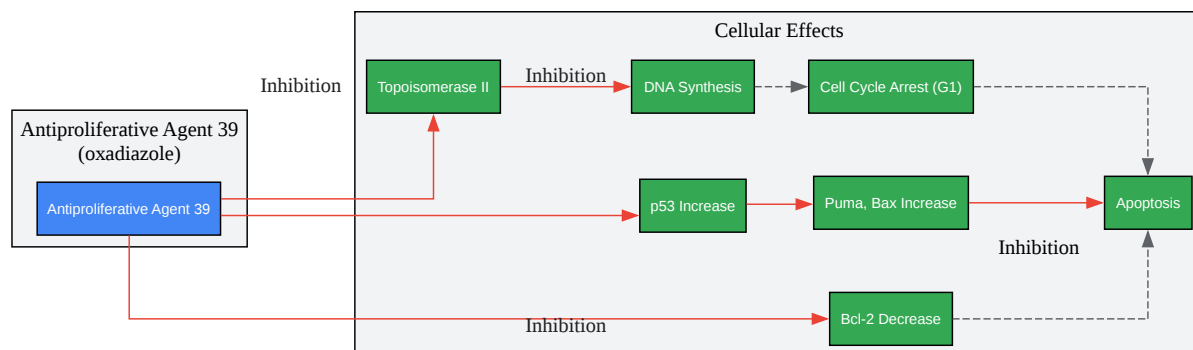 Cellular Effects
Inhibition
Topoisomerase II
Inhibition
DNA Synthesis
Cell Cycle Arrest (G1)
Antiproliferative Agent 39
(oxadiazole)
Antiproliferative Agent 39
p53 Increase
Puma, Bax Increase
Apoptosis
Inhibition
Inhibition
Bcl-2 Decrease